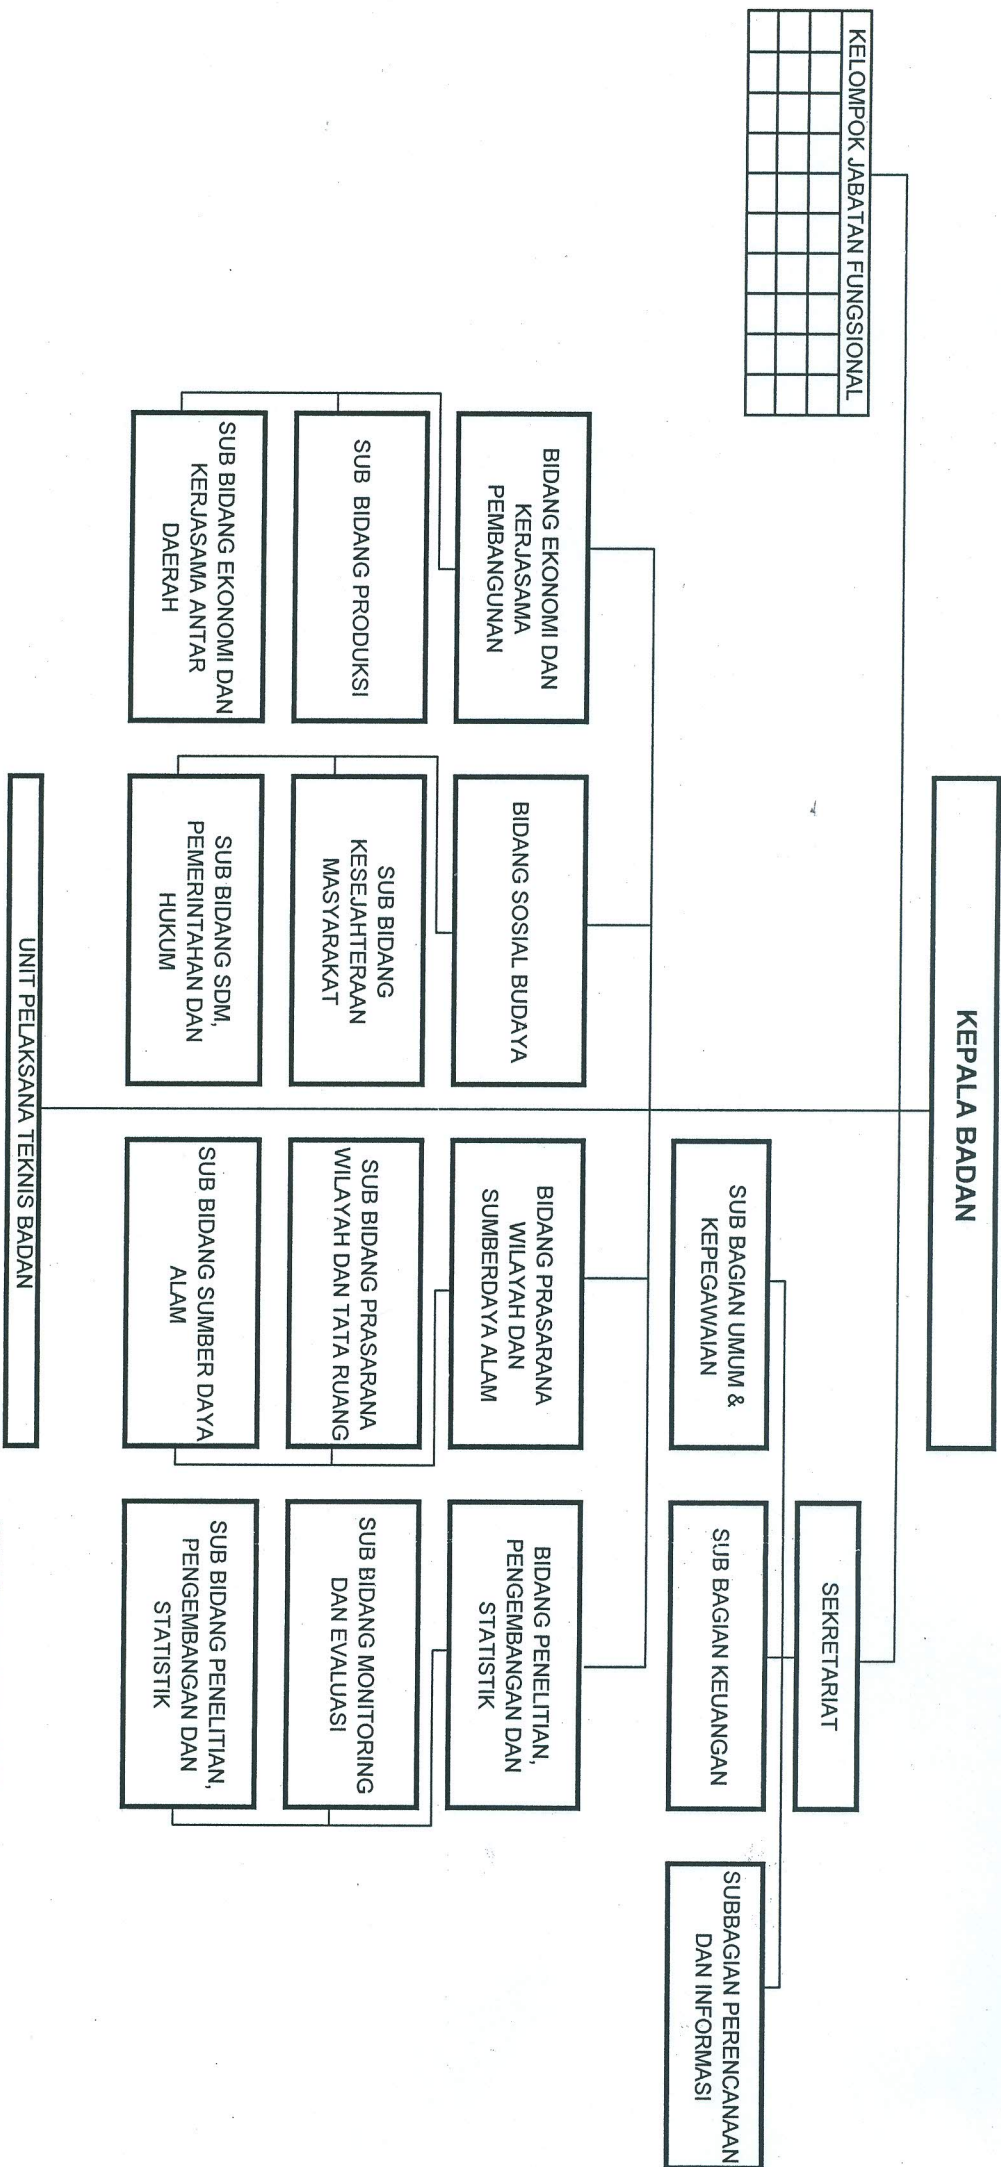 KEPALA BADAN
KELOMPOK JABATAN FUNGSIONAL
SEKRETARIAT
SUB BAGIAN UMUM &
KEPEGAWAIAN
SUB BAGIAN KEUANGAN
SUBBAGIAN PERENCANAAN
DAN INFORMASI
BIDANG EKONOMI DAN
KERJASAMA
PEMBANGUNAN
BIDANG SOSIAL BUDAYA
BIDANG PRASARANA
WILAYAH DAN
SUMBERDAYA ALAM
BIDANG PENELITIAN,
PENGEMBANGAN DAN
STATISTIK
SUB BIDANG PRODUKSI
SUB BIDANG
KESEJAHTERAAN
MASYARAKAT
SUB BIDANG PRASARANA
WILAYAH DAN TATA RUANG
SUB BIDANG MONITORING
DAN EVALUASI
SUB BIDANG EKONOMI DAN
KERJASAMA ANTAR
DAERAH
SUB BIDANG SDM,
PEMERINTAHAN DAN
HUKUM
SUB BIDANG SUMBER DAYA
ALAM
SUB BIDANG PENELITIAN,
PENGEMBANGAN DAN
STATISTIK
UNIT PELAKSANA TEKNIS BADAN